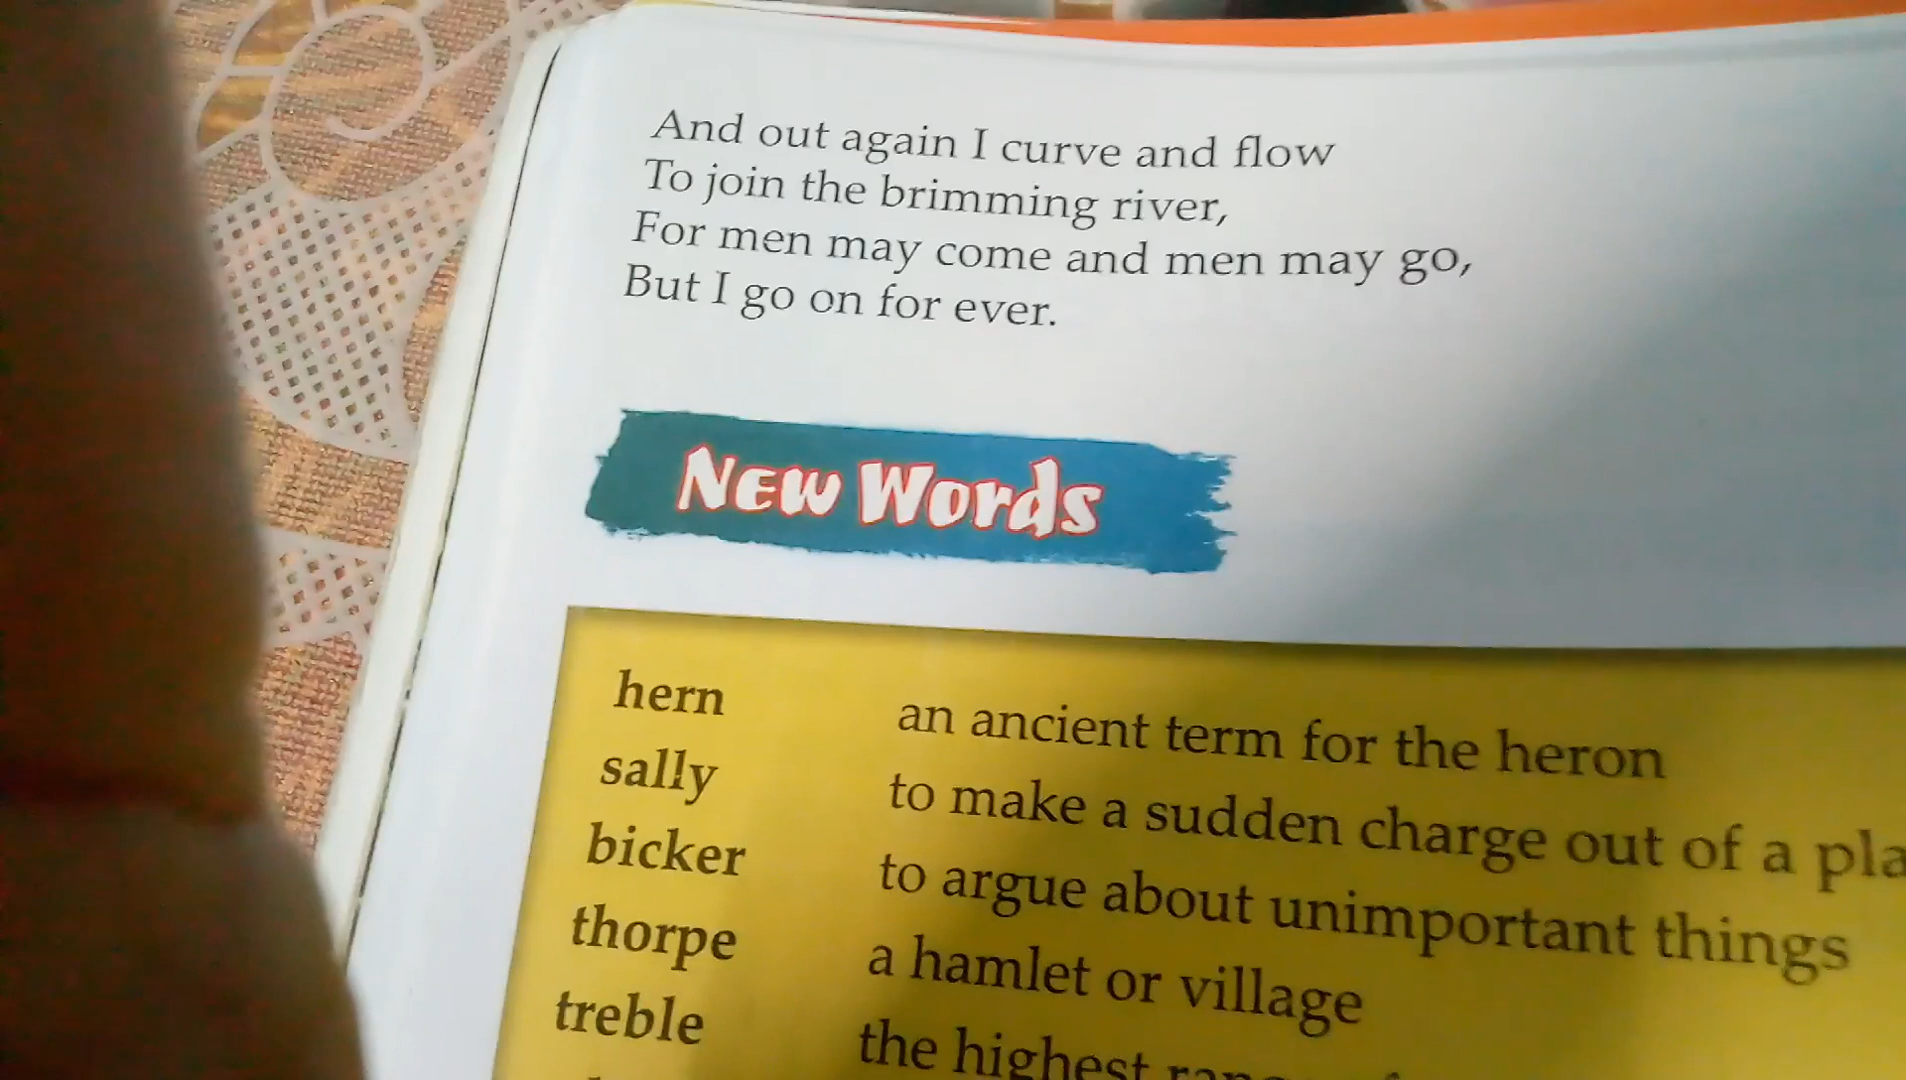 And out again I curve and flow
To join the brimming river,
For men may come and men may go,
But I go on for ever.
New Words
hern an ancient term for the heron
sally to make a sudden charge out of a
bicker to argue about unimportant things
thorpe a hamlet or village
treble the highest